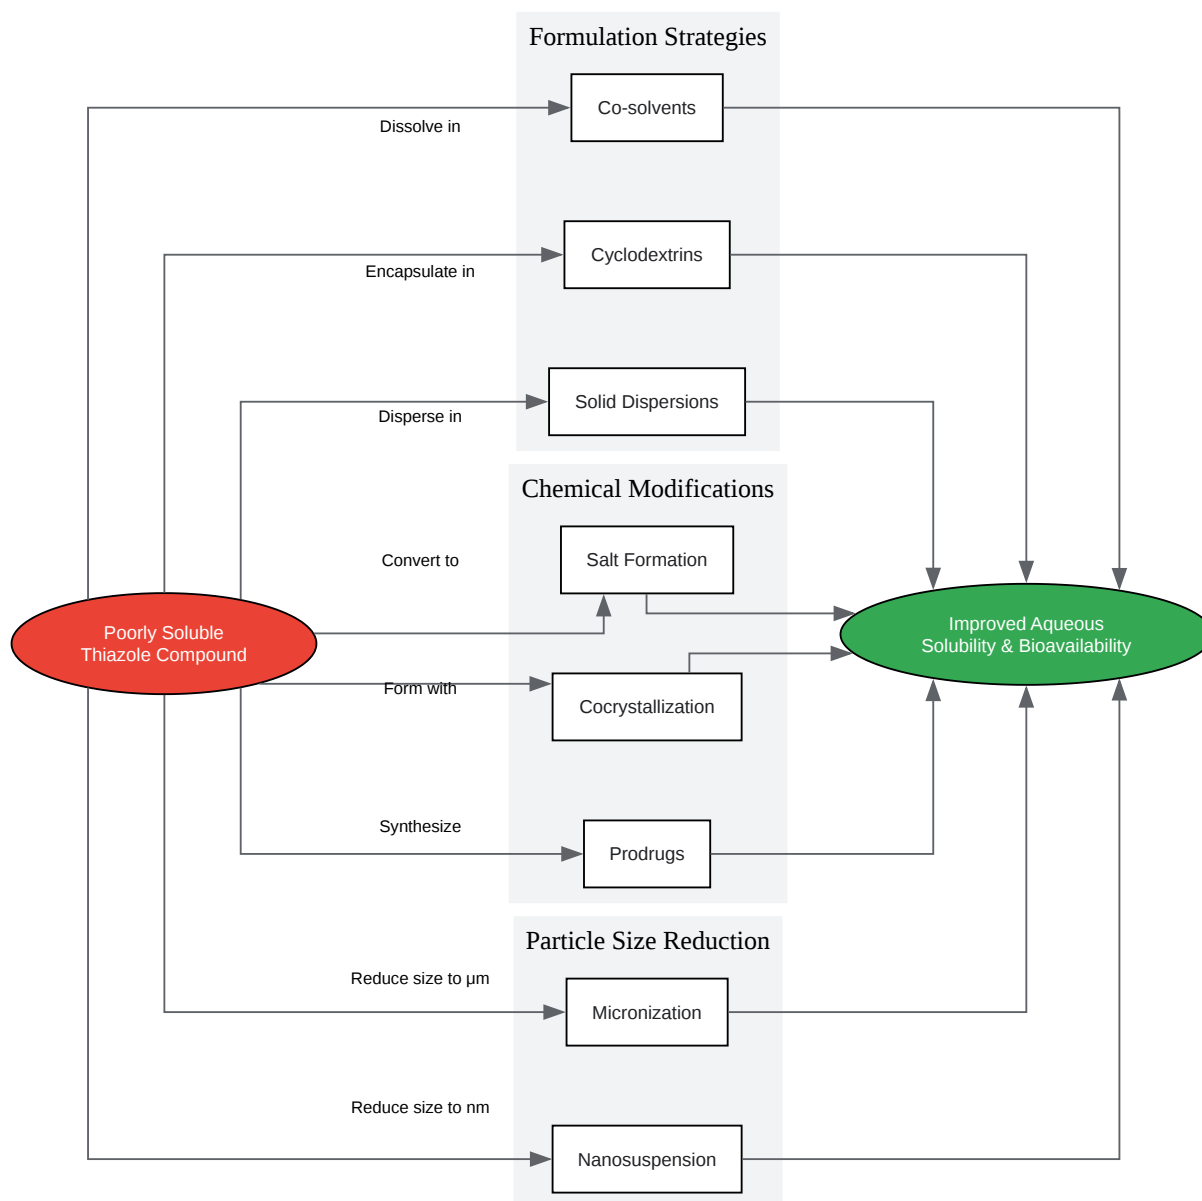 Formulation Strategies
Co-solvents
Dissolve in
Cyclodextrins
Encapsulate in
Solid Dispersions
Disperse in
Chemical Modifications
Salt Formation
Convert to
Poorly Soluble
Thiazole Compound
Improved Aqueous
Solubility & Bioavailability
Form with
Cocrystallization
Synthesize
Prodrugs
Particle Size Reduction
Reduce size to μm
Micronization
Reduce size to nm
Nanosuspension